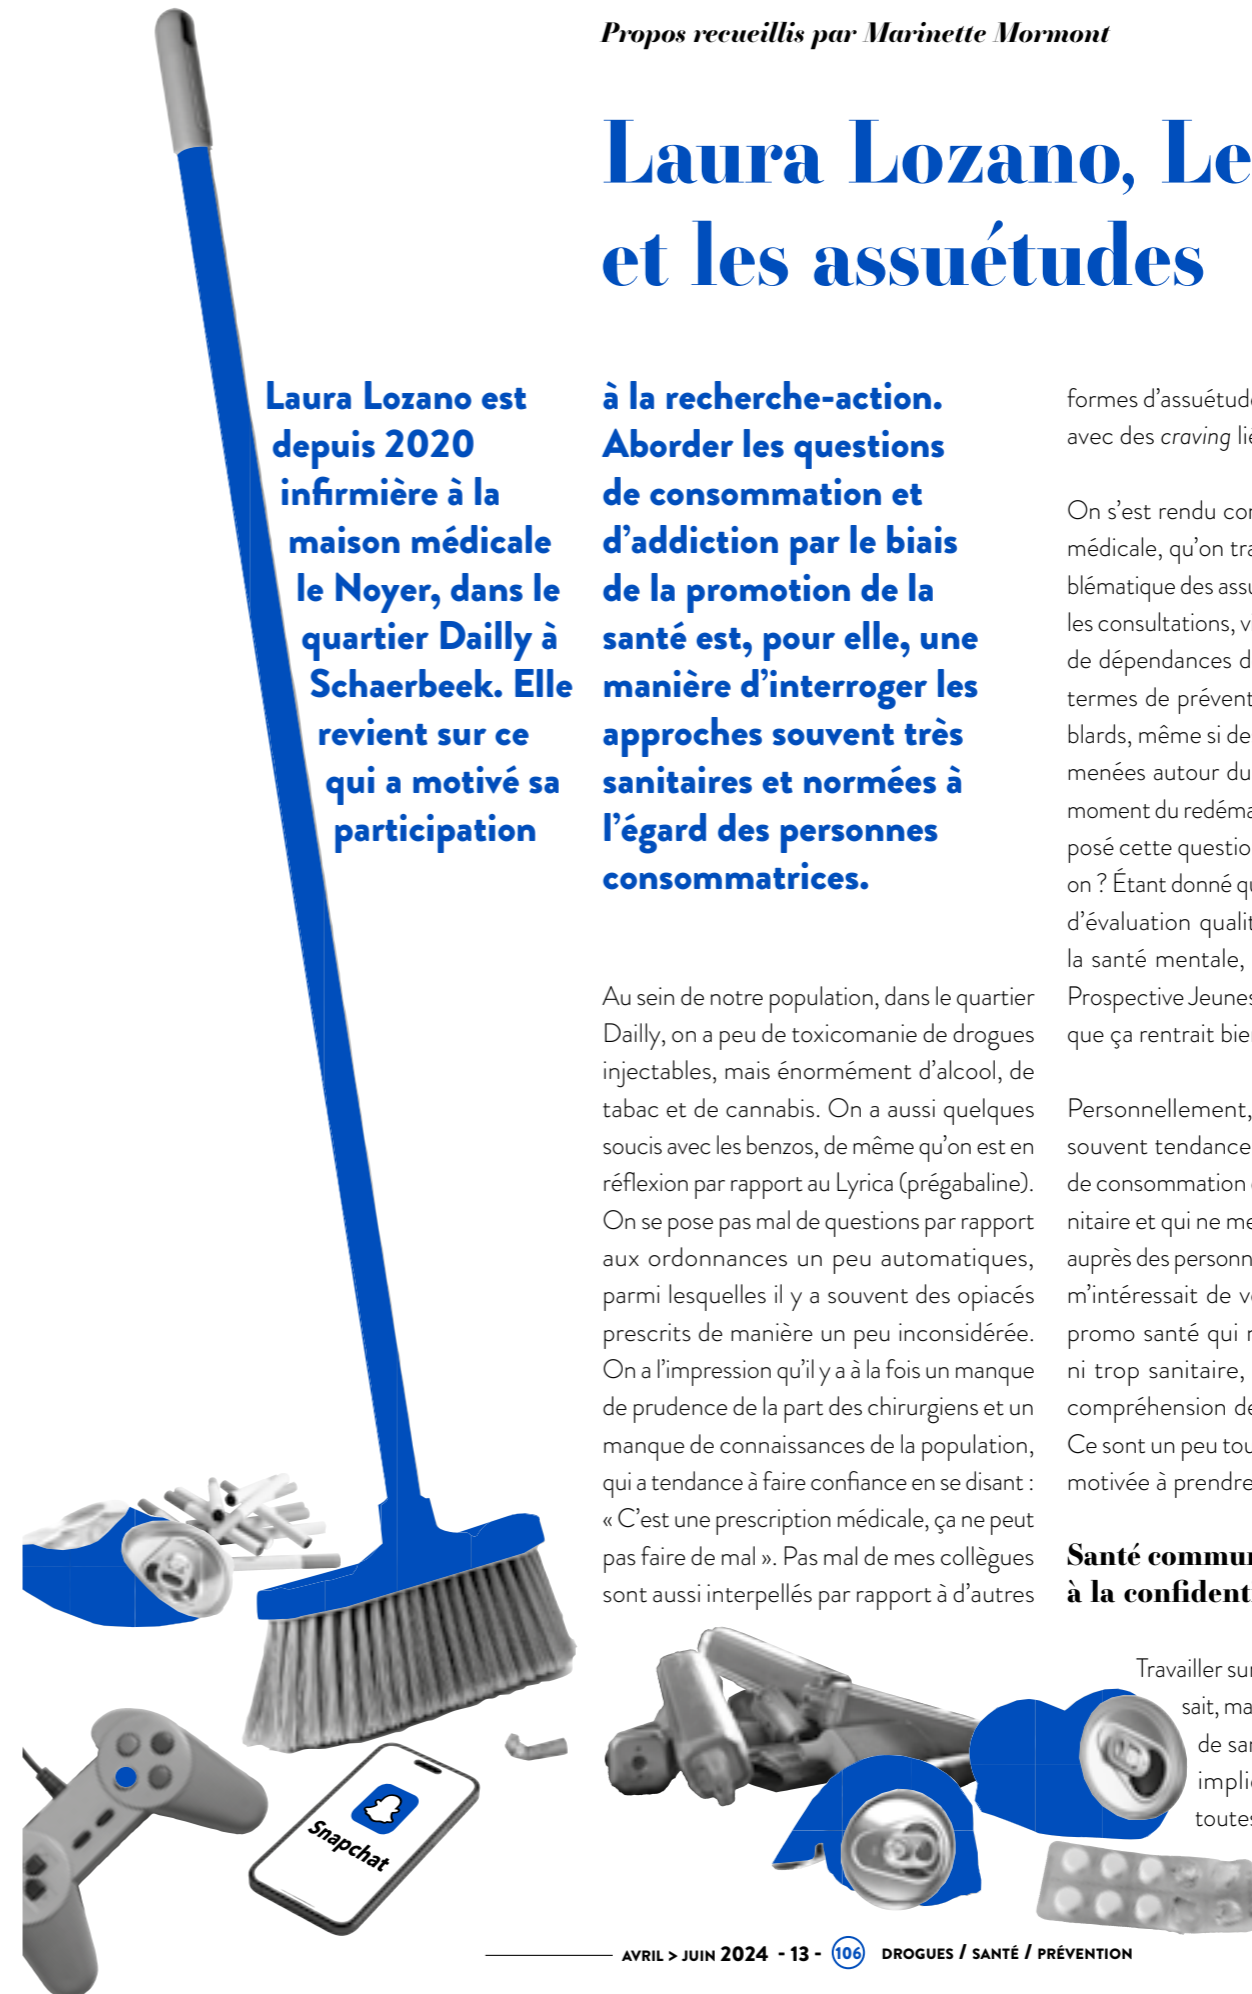 Propos recueillis par Marinette Mormont
Laura Lozano, Le
et les assuétudes
Laura Lozano est
depuis 2020
infirmière à la
maison médicale
le Noyer, dans le
quartier Dailly à
Schaerbeek. Elle
revient sur ce
qui a motivé sa
participation
à la recherche-action.
Aborder les questions
de consommation et
d’addiction par le biais
de la promotion de la
santé est, pour elle, une
manière d’interroger les
approches souvent très
sanitaires et normées à
l’égard des personnes
consommatrices.
Au sein de notre population, dans le quartier
Dailly, on a peu de toxicomanie de drogues
injectables, mais énormément d’alcool, de
tabac et de cannabis. On a aussi quelques
soucis avec les benzos, de même qu’on est en
réflexion par rapport au Lyrica (prégabaline).
On se pose pas mal de questions par rapport
aux ordonnances un peu automatiques,
parmi lesquelles il y a souvent des opiacés
prescrits de manière un peu inconsidérée.
On a l’impression qu’il y a à la fois un manque
de prudence de la part des chirurgiens et un
manque de connaissances de la population,
qui a tendance à faire confiance en se disant :
« C’est une prescription médicale, ça ne peut
pas faire de mal ». Pas mal de mes collègues
sont aussi interpellés par rapport à d’autres
formes d’assuétude
avec des craving li
On s’est rendu co
médicale, qu’on tra
blématique des assu
les consultations, v
de dépendances d
termes de prévent
blards, même si de
menées autour du
moment du redéma
posé cette questio
on ? Étant donné qu
d’évaluation qualit
la santé mentale,
Prospective Jeunes
que ça rentrait bie
Personnellement,
souvent tendance
de consommation
nitaire et qui ne me
auprès des personn
m’intéressait de v
promo santé qui
ni trop sanitaire,
compréhension de
Ce sont un peu tou
motivée à prendre
Santé commu
à la confident
Travailler sur
sait, ma
de sa
impli
toutes
Snapchat
AVRIL > JUIN 2024 - 13 - 106 DROGUES / SANTÉ / PRÉVENTION